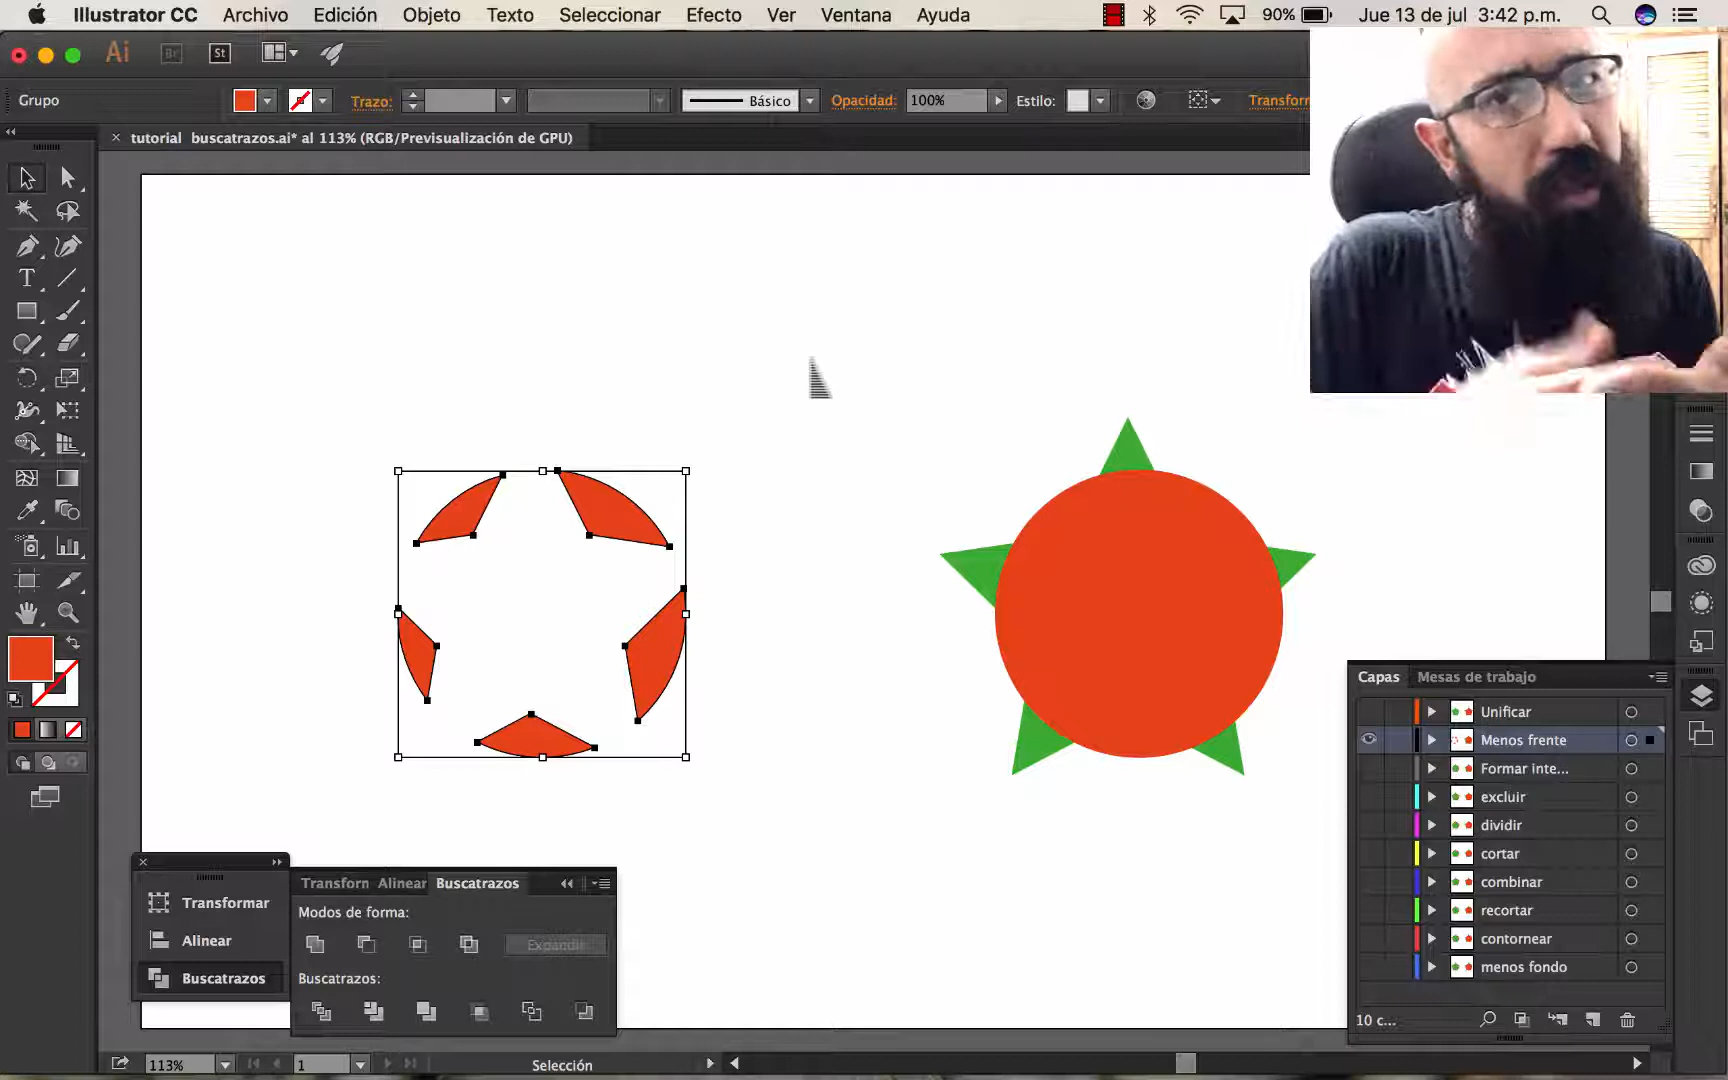 Illustrator CC Archivo Edición Objeto Texto Seleccionar Efecto Ver Ventana Ayuda 90% Jue 13 de jul 3:42 p.m.
Ai Br St
Grupo Trazo: Básico Opacidad: 100% Estilo: Transform
× tutorial buscatrazos.ai* al 113% (RGB/Previsualización de GPU)
T
Capas Mesas de trabajo
Unificar
Menos frente
Formar inte...
excluir
dividir
cortar
combinar
recortar
contornear
menos fondo
10 c...
Transformar
Alinear
Buscatrazos
Transforn Alinear Buscatrazos
Modos de forma:
Expandir
Buscatrazos:
113% 1 Selección